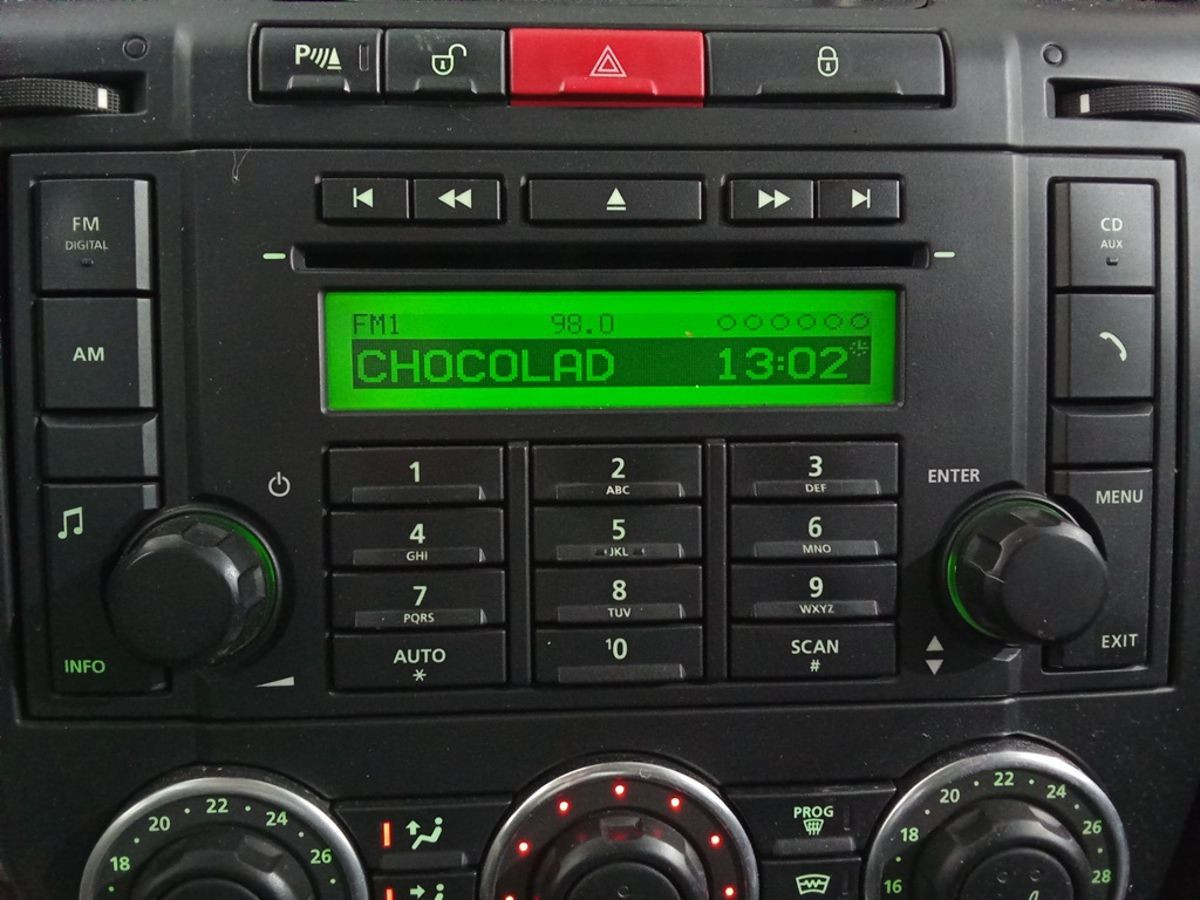 P
FM
DIGITAL
CD
AUX
FM1 98.0
CHOCOLAD 13:02
AM
1
2
ABC
3
DEF
ENTER
MENU
4
GHI
5
JKL
6
MNO
7
PQRS
8
TUV
9
WXYZ
INFO
AUTO
*
10
SCAN
#
EXIT
18 20 22 24 26
PROG
16 18 20 22 24 26 28